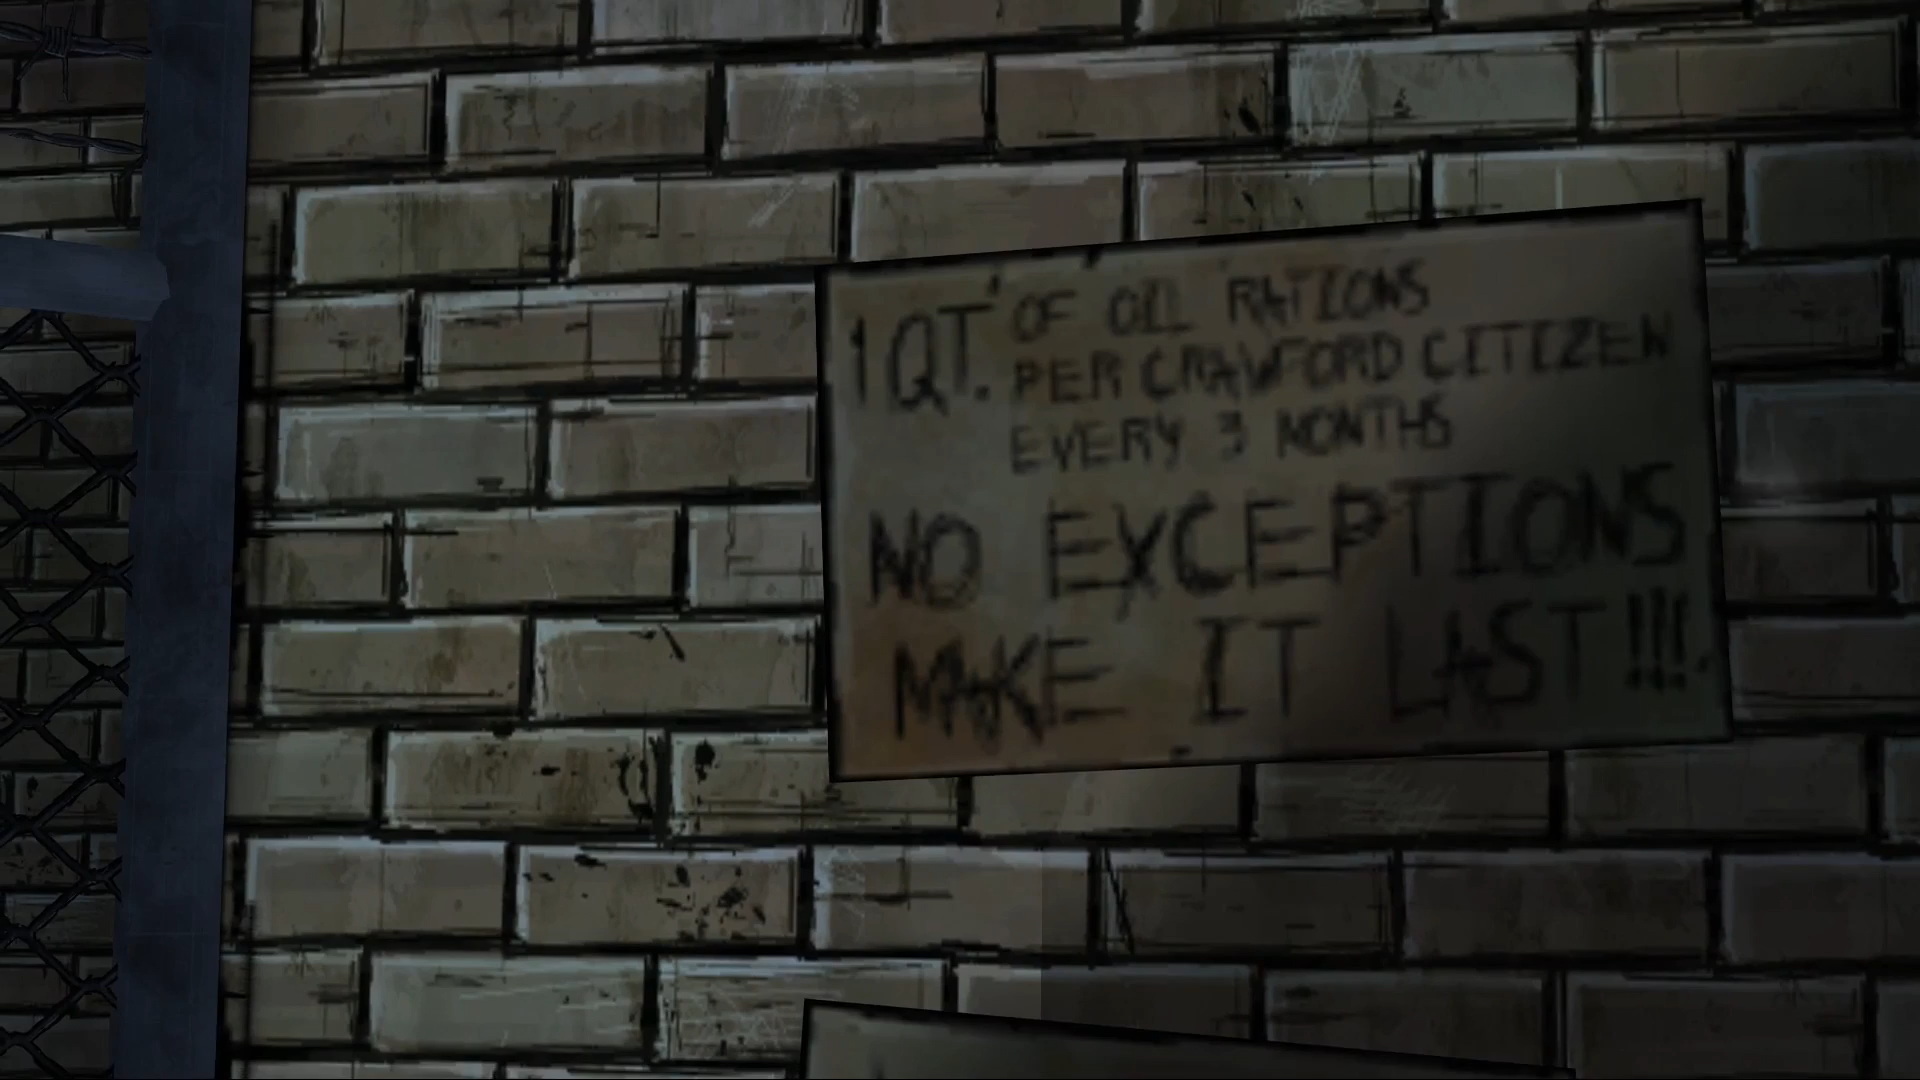 1 QT. OF OIL RATIONS
PER CRAWFORD CITIZEN
EVERY 3 MONTHS
NO EXCEPTIONS
MAKE IT LAST!!!